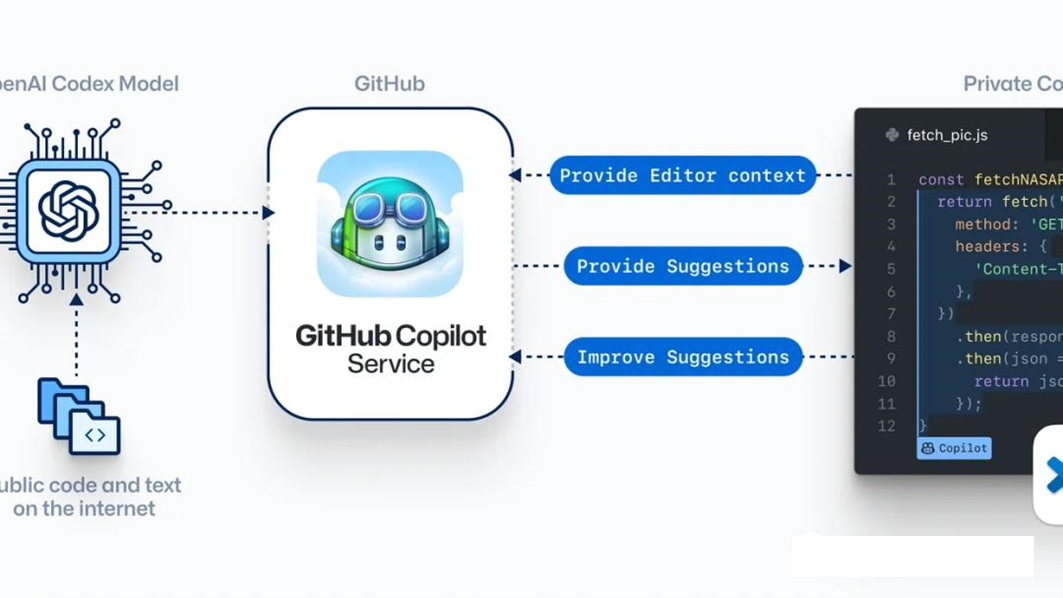 penAI Codex Model
GitHub
Private Co
GitHub Copilot
Service
Provide Editor context
Provide Suggestions
Improve Suggestions
ublic code and text
on the internet
fetch_pic.js
1 const fetchNASAP
2 return fetch('
3 method: 'GET
4 headers: {
5 'Content-T
6 },
7 })
8 .then(respon
9 .then(json =
10 return jso
11 });
12 }
Copilot